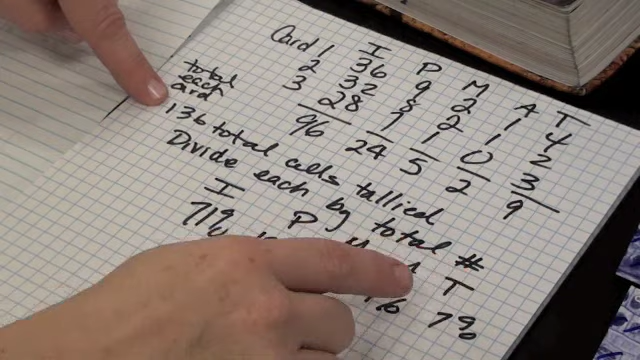 Card 1 I P M A T
2 36 9 2 1 4
3 32 8 2 1 2
28 7 1 0 3
96 24 5 2 9
total each card
136 total cells tallied
Divide each by total #
I P M A T
71% 7%